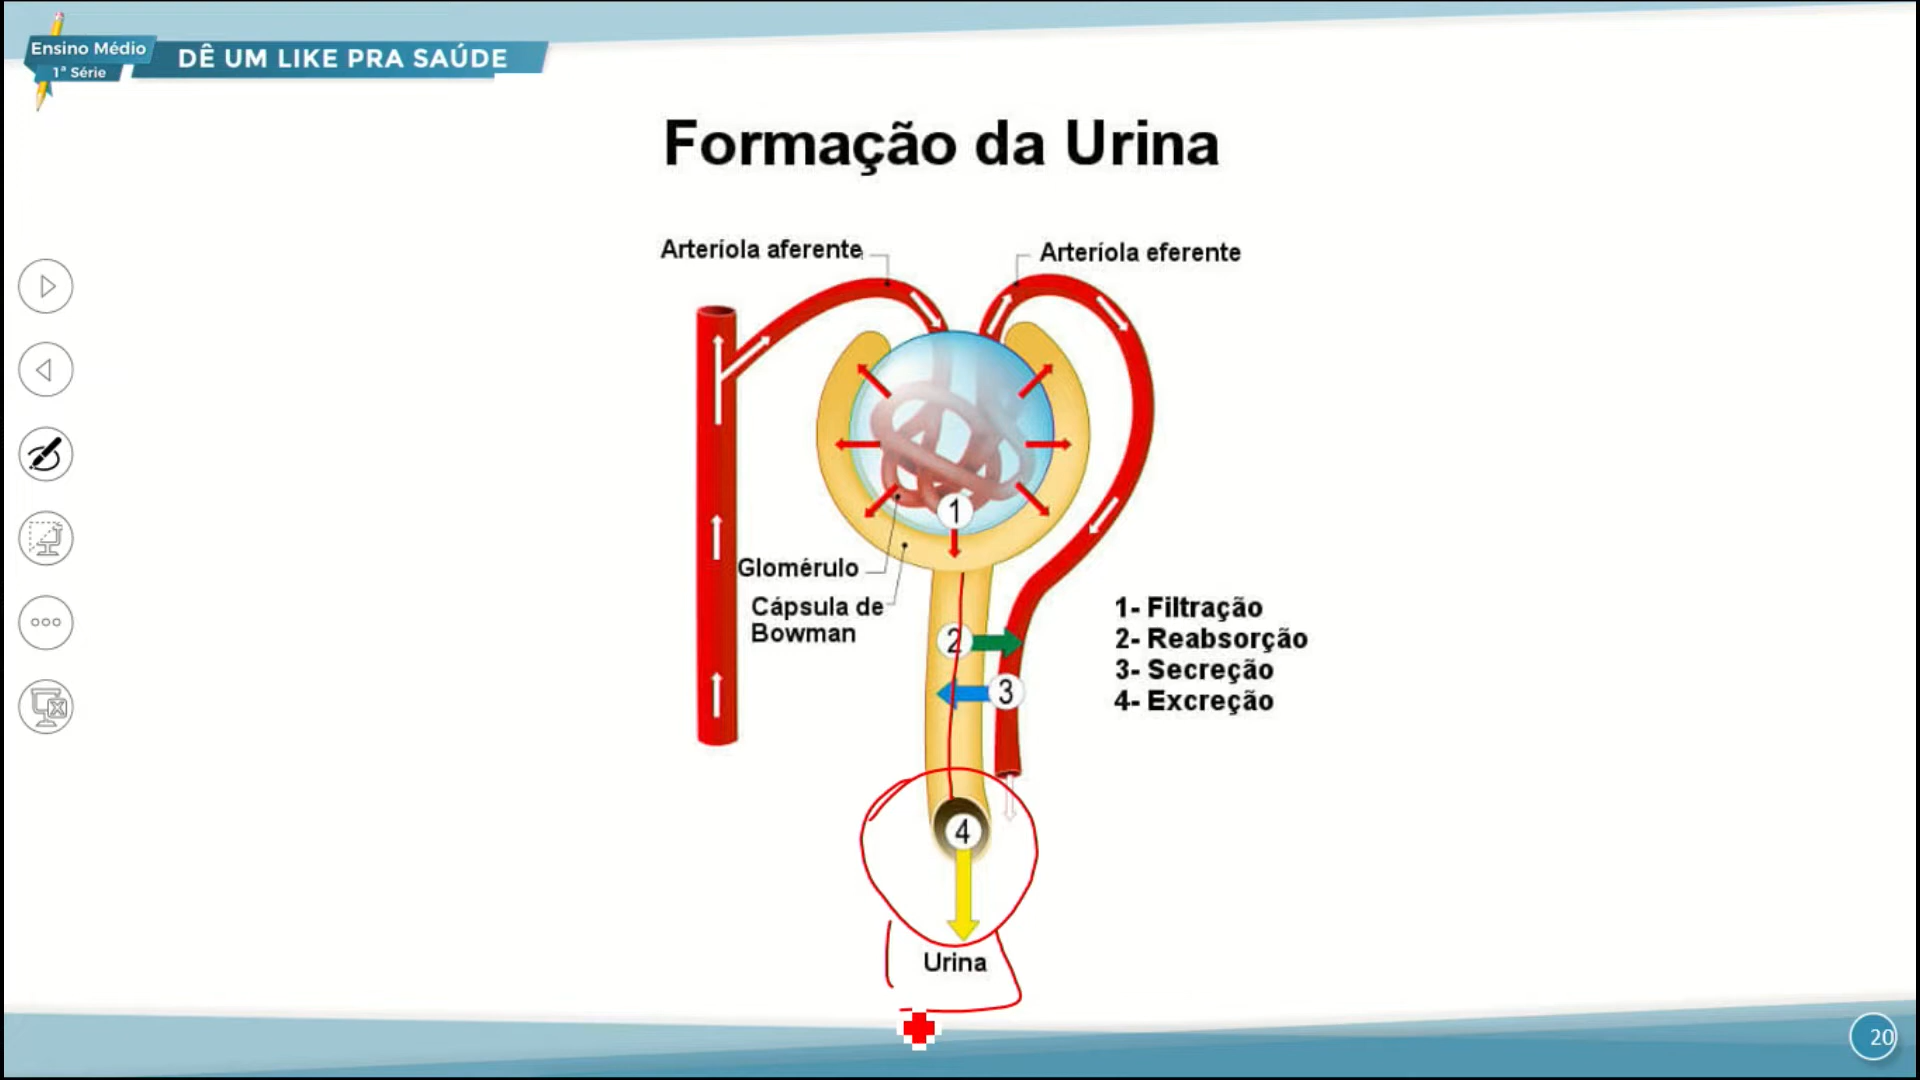 Ensino Médio
1ª Série
DÊ UM LIKE PRA SAÚDE
Formação da Urina
Arteríola aferente
Arteríola eferente
1
Glomérulo
Cápsula de
Bowman
2
3
1- Filtração
2- Reabsorção
3- Secreção
4- Excreção
4
Urina
20